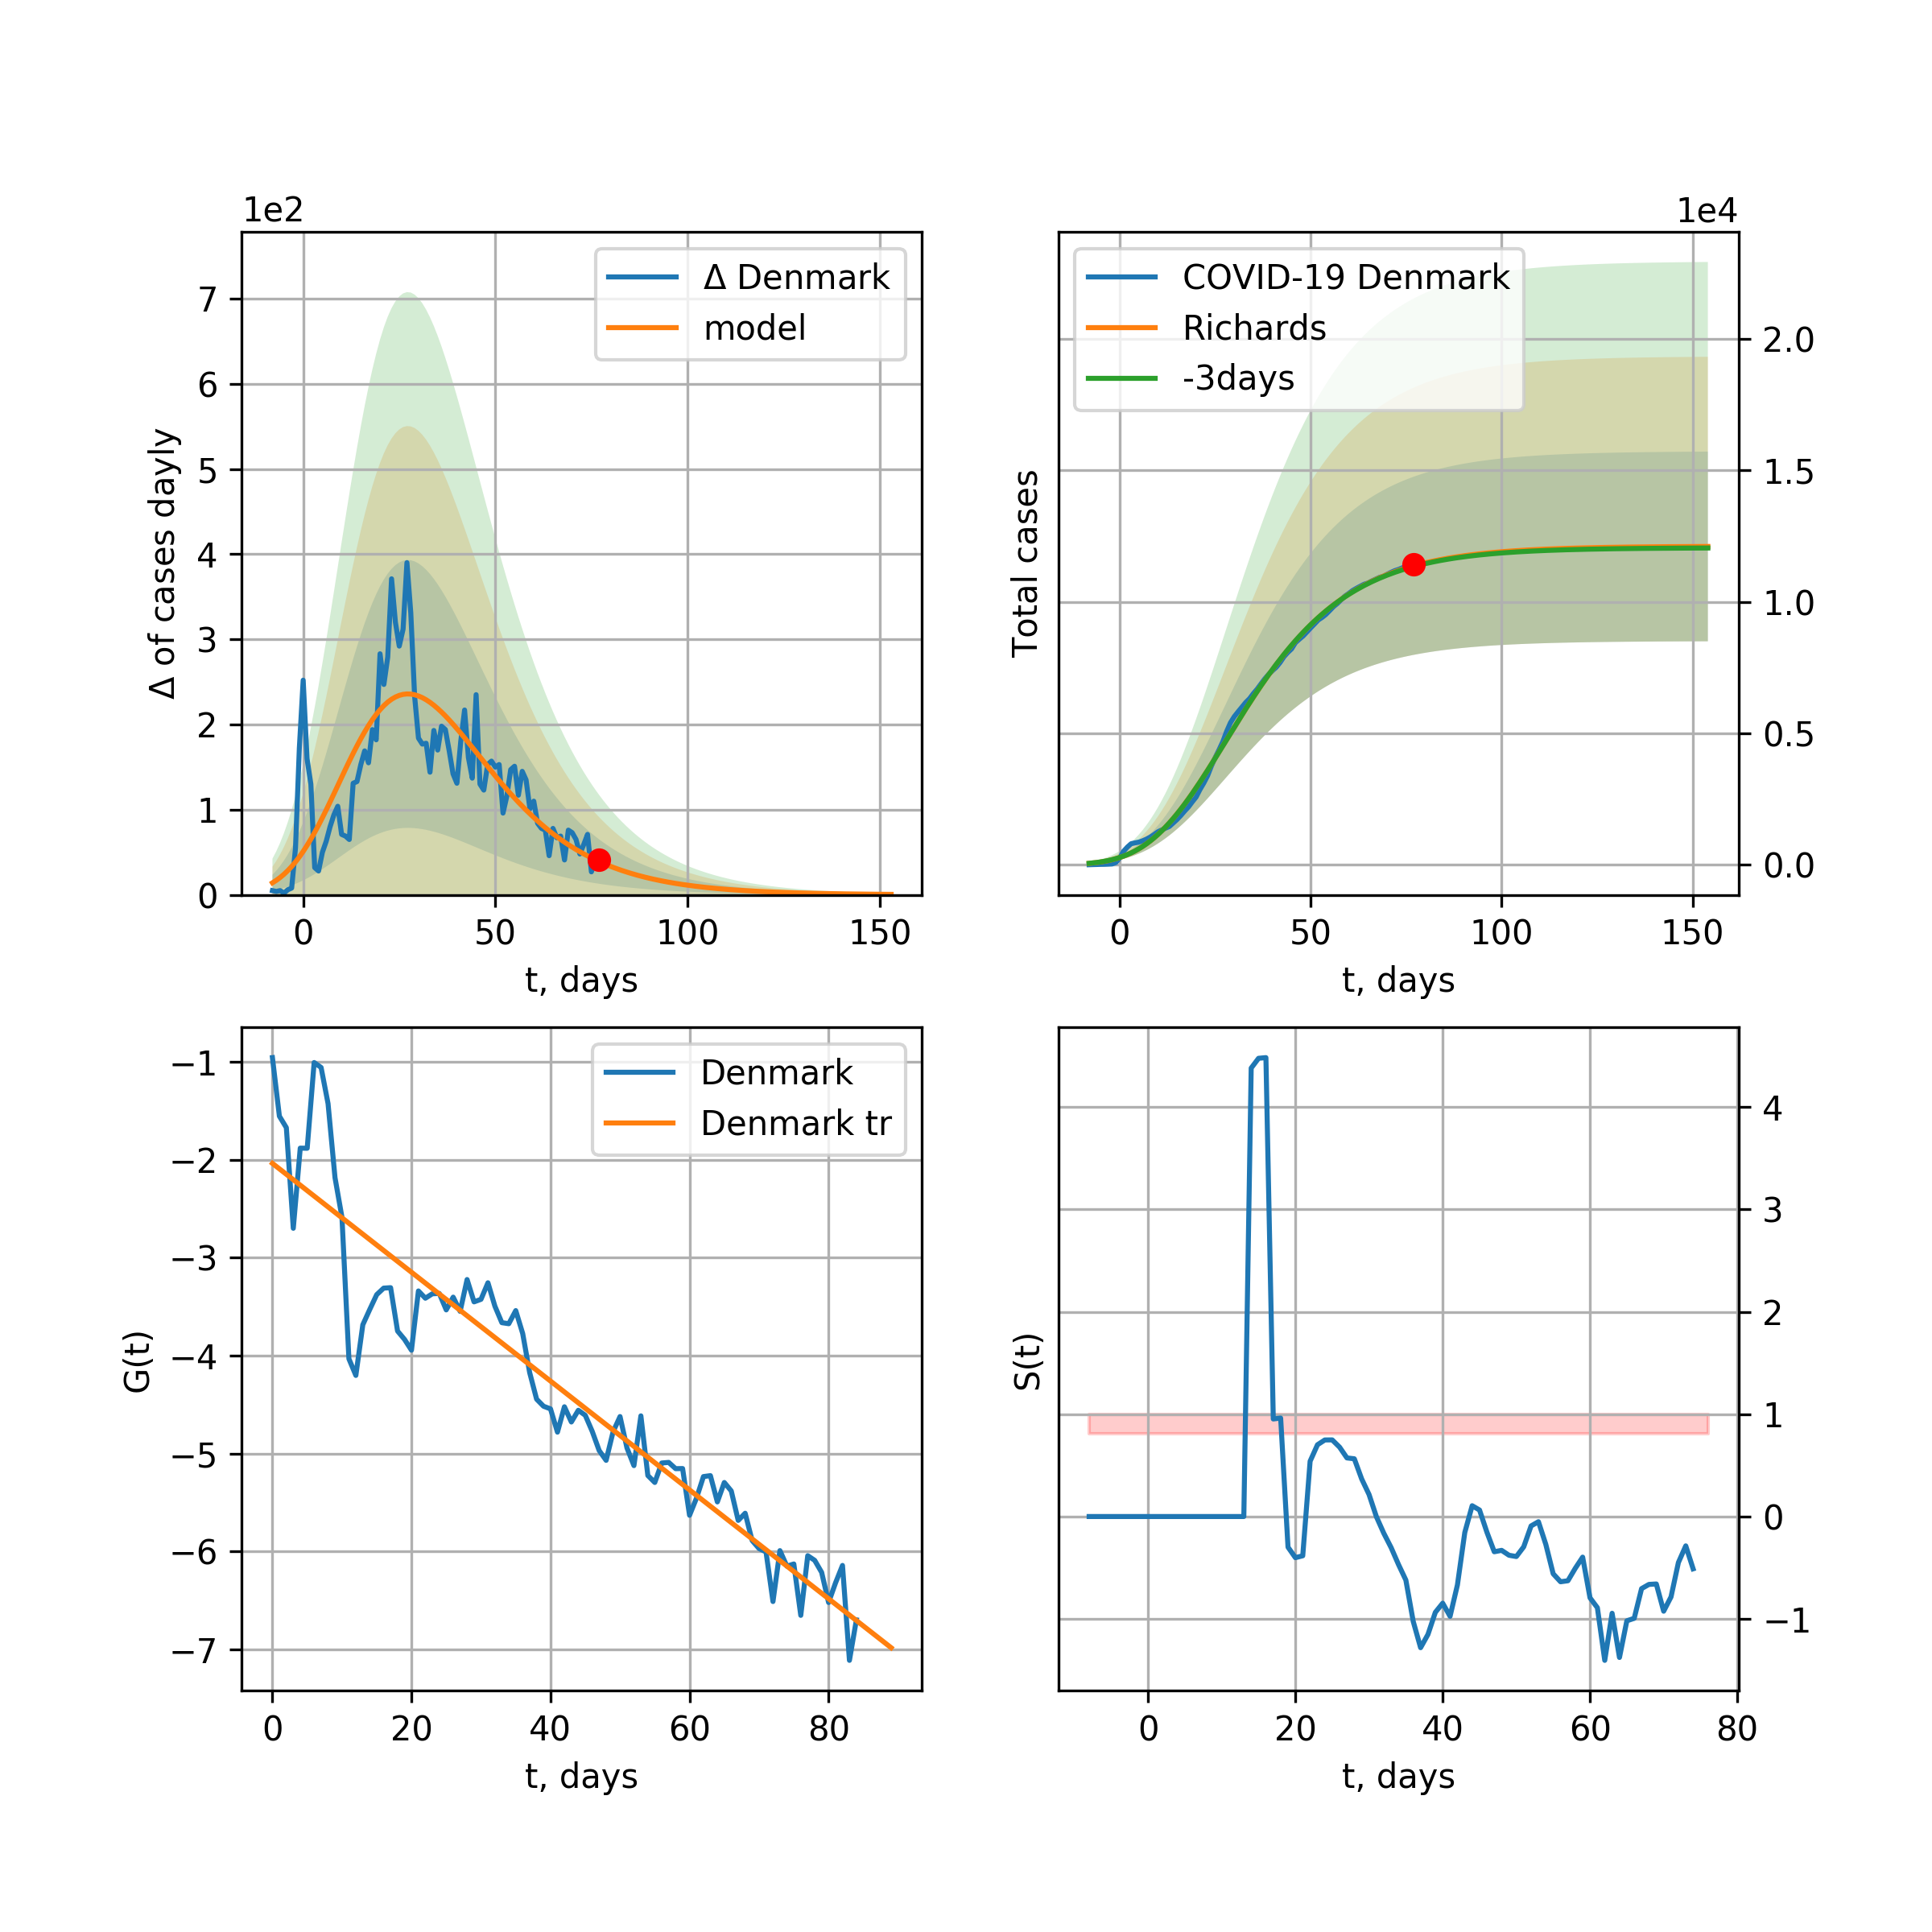 1e2
Δ Denmark
model
7
6
5
4
3
2
1
0
Δ of cases dayly
0 50 100 150
t, days
1e4
COVID-19 Denmark
Richards
-3days
2.0
1.5
1.0
0.5
0.0
Total cases
0 50 100 150
t, days
Denmark
Denmark tr
−1
−2
−3
−4
−5
−6
−7
G(t)
0 20 40 60 80
t, days
4
3
2
1
0
−1
S(t)
0 20 40 60 80
t, days